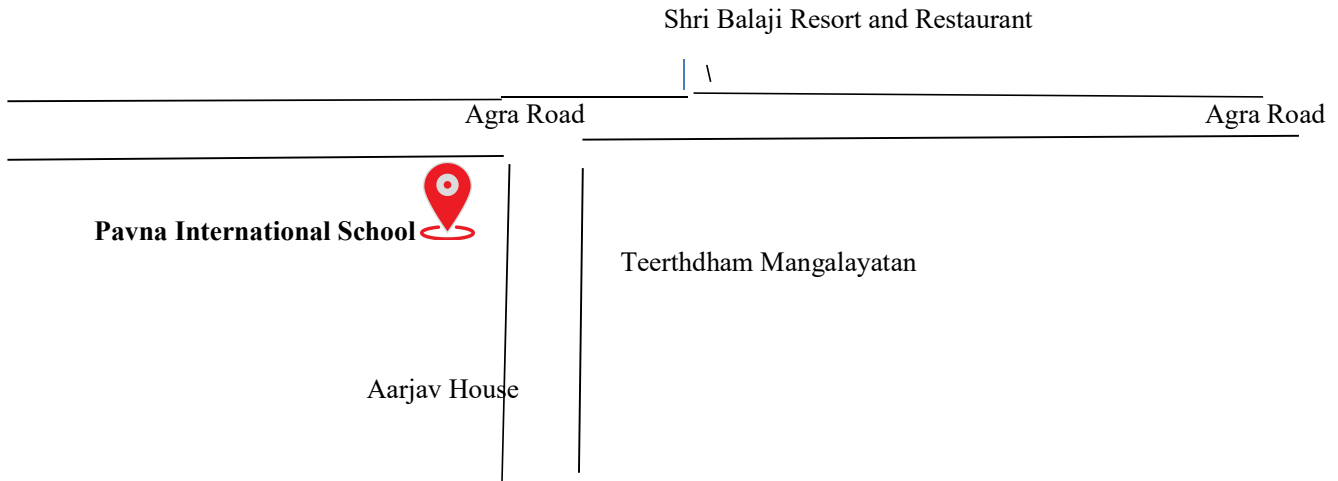 Shri Balaji Resort and Restaurant
Agra Road
Agra Road
Pavna International School
Teerthdham Mangalayatan
Aarjav House